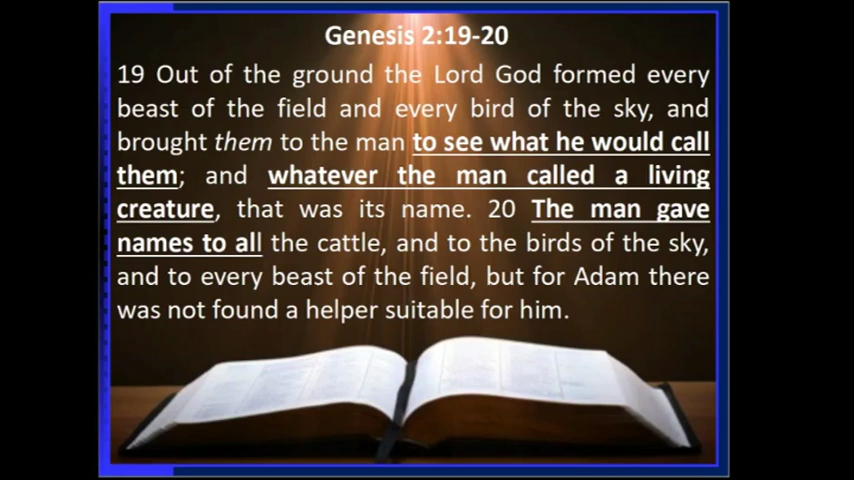 Genesis 2:19-20
19 Out of the ground the Lord God formed every
beast of the field and every bird of the sky, and
brought them to the man to see what he would call
them; and whatever the man called a living
creature, that was its name. 20 The man gave
names to all the cattle, and to the birds of the sky,
and to every beast of the field, but for Adam there
was not found a helper suitable for him.